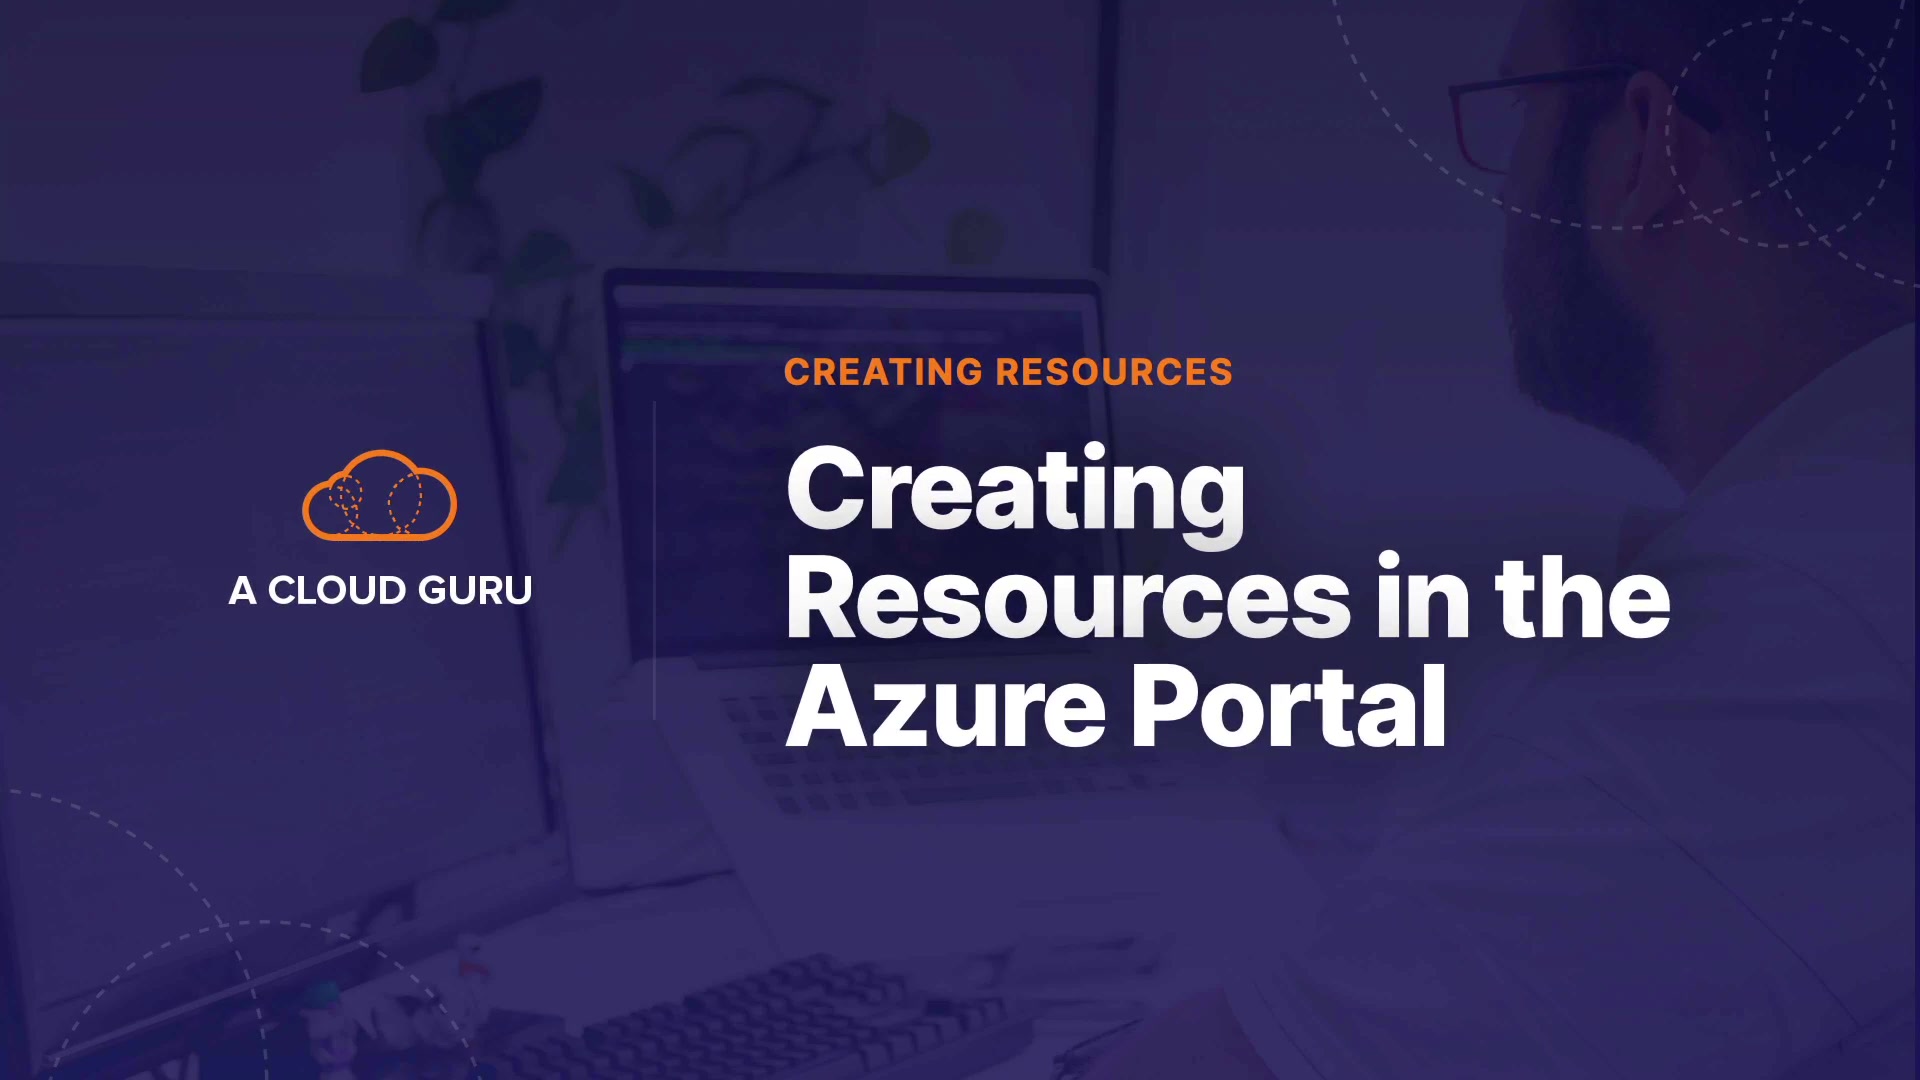 CREATING RESOURCES
A CLOUD GURU
Creating
Resources in the
Azure Portal